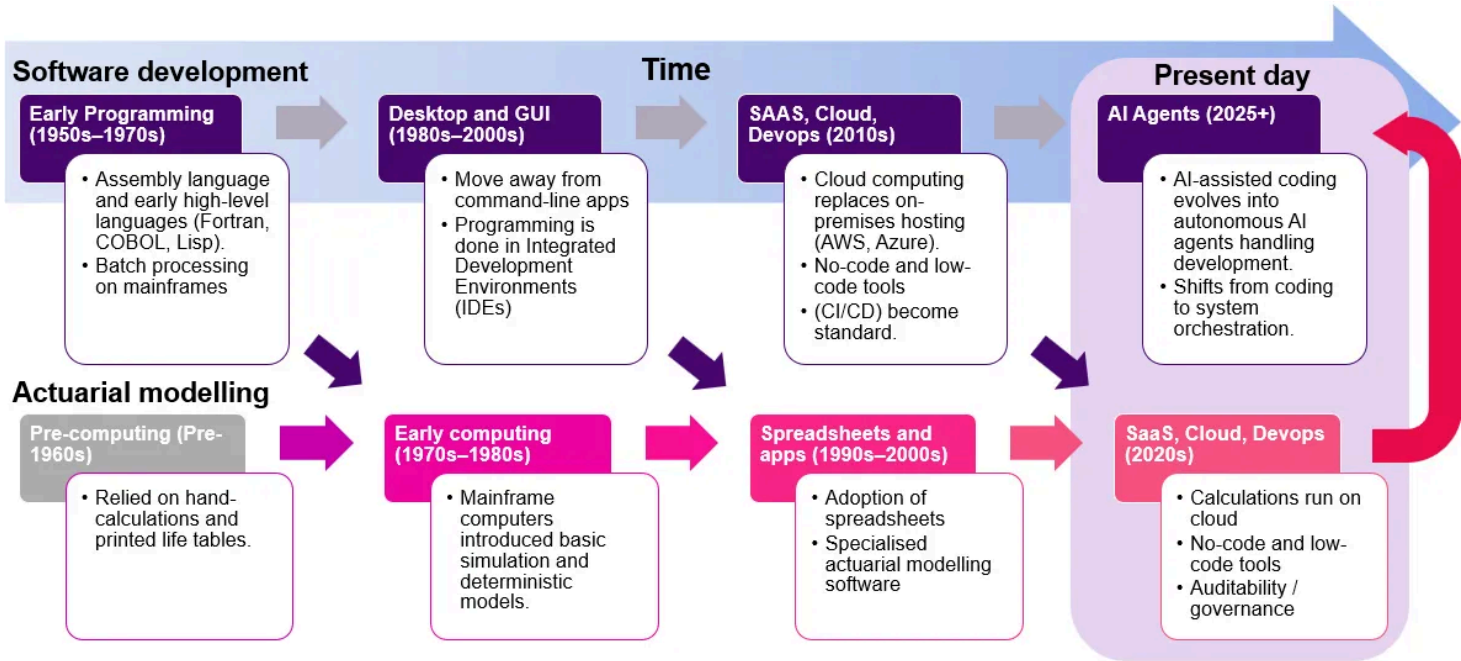 Software development
Time
Present day
Early Programming
(1950s–1970s)
• Assembly language
and early high-level
languages (Fortran,
COBOL, Lisp).
• Batch processing
on mainframes
Desktop and GUI
(1980s–2000s)
• Move away from
command-line apps
• Programming is
done in Integrated
Development
Environments
(IDEs)
SAAS, Cloud,
Devops (2010s)
• Cloud computing
replaces on-
premises hosting
(AWS, Azure).
• No-code and low-
code tools
• (CI/CD) become
standard.
AI Agents (2025+)
• AI-assisted coding
evolves into
autonomous AI
agents handling
development.
• Shifts from coding
to system
orchestration.
Actuarial modelling
Pre-computing (Pre-
1960s)
• Relied on hand-
calculations and
printed life tables.
Early computing
(1970s–1980s)
• Mainframe
computers
introduced basic
simulation and
deterministic
models.
Spreadsheets and
apps (1990s–2000s)
• Adoption of
spreadsheets
• Specialised
actuarial modelling
software
SaaS, Cloud, Devops
(2020s)
• Calculations run on
cloud
• No-code and low-
code tools
• Auditability /
governance